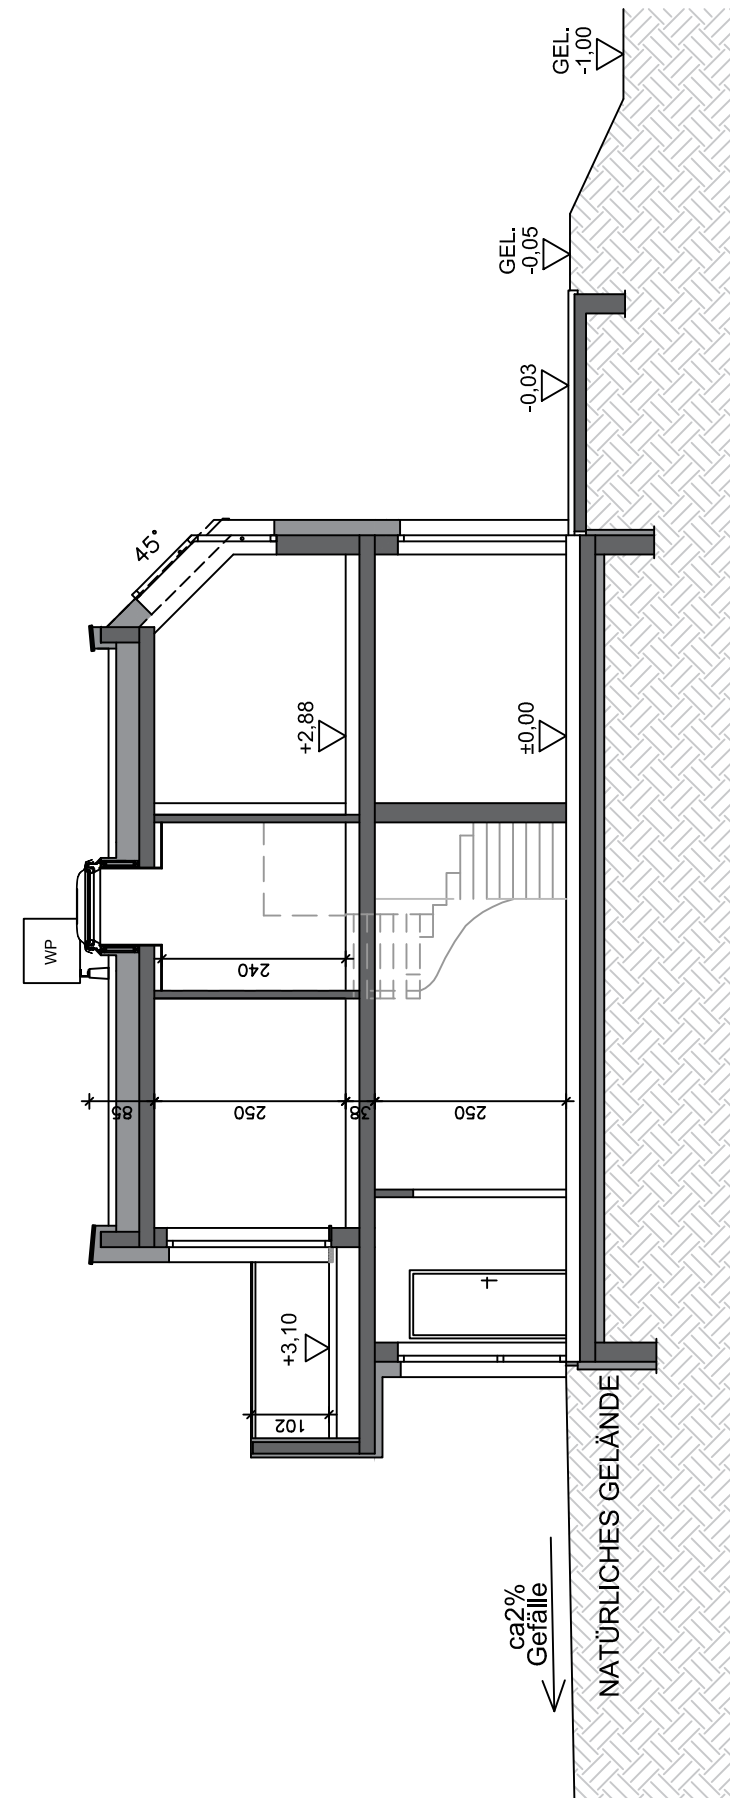 GEL.
-1,00
GEL.
-0,05
-0,03
45°
+2,88
±0,00
WP
240
85
250
38
250
+3,10
102
ca2%
Gefälle
NATÜRLICHES GELÄNDE